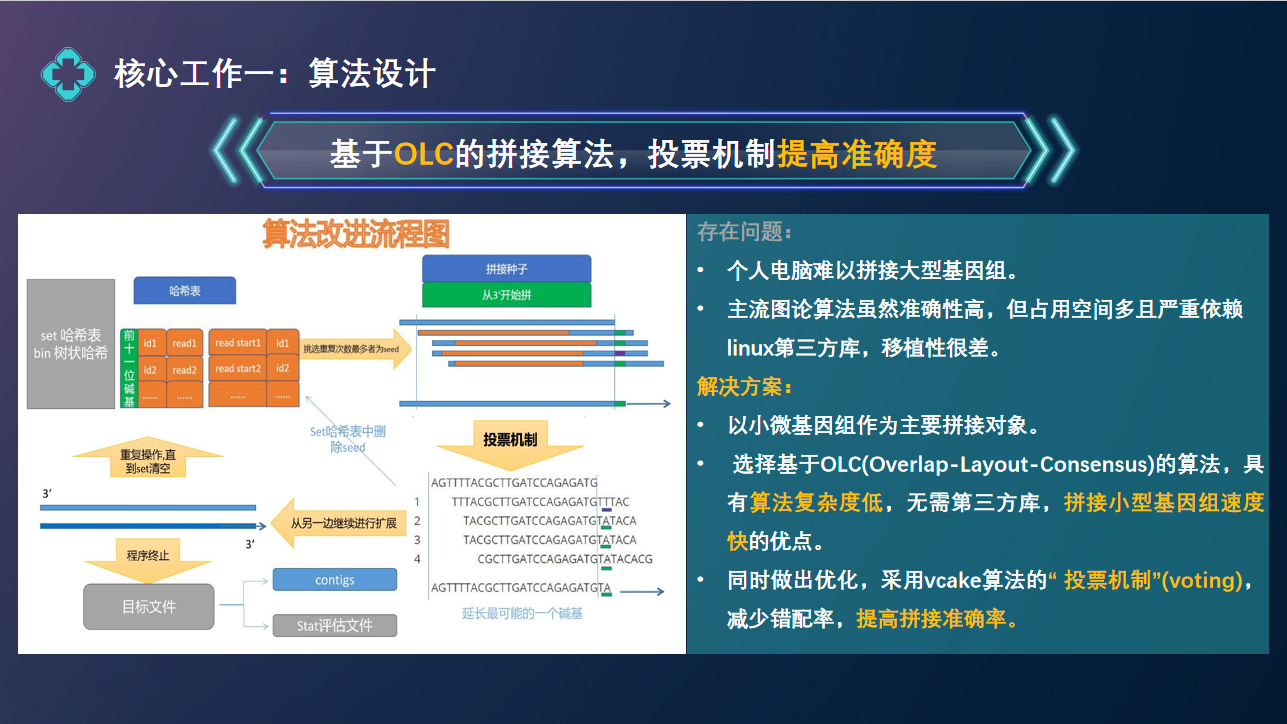 核心工作一：算法设计
基于OLC的拼接算法，投票机制提高准确度
算法改进流程图
set 哈希表
bin 树状哈希
哈希表
前十一位碱基
id1 read1
id2 read2
...... ......
read start1 id1
read start2 id2
...... ......
挑选重复次数最多者为seed
拼接种子
从3'开始拼
Set哈希表中删
除seed
投票机制
AGTTTTACGCTTGATCCAGAGATG
1 TTTACGCTTGATCCAGAGATGTTTAC
2 TACGCTTGATCCAGAGATGTATACA
3 TACGCTTGATCCAGAGATGTATACA
4 CGCTTGATCCAGAGATGTATACACG
AGTTTTACGCTTGATCCAGAGATGTA
延长最可能的一个碱基
从另一边继续进行扩展
重复操作,直
到set清空
3‘
3‘
程序终止
目标文件
contigs
Stat评估文件
存在问题：
• 个人电脑难以拼接大型基因组。
• 主流图论算法虽然准确性高，但占用空间多且严重依赖
linux第三方库，移植性很差。
解决方案：
• 以小微基因组作为主要拼接对象。
• 选择基于OLC(Overlap-Layout-Consensus)的算法，具
有算法复杂度低，无需第三方库，拼接小型基因组速度
快的优点。
• 同时做出优化，采用vcake算法的“ 投票机制”(voting)，
减少错配率，提高拼接准确率。